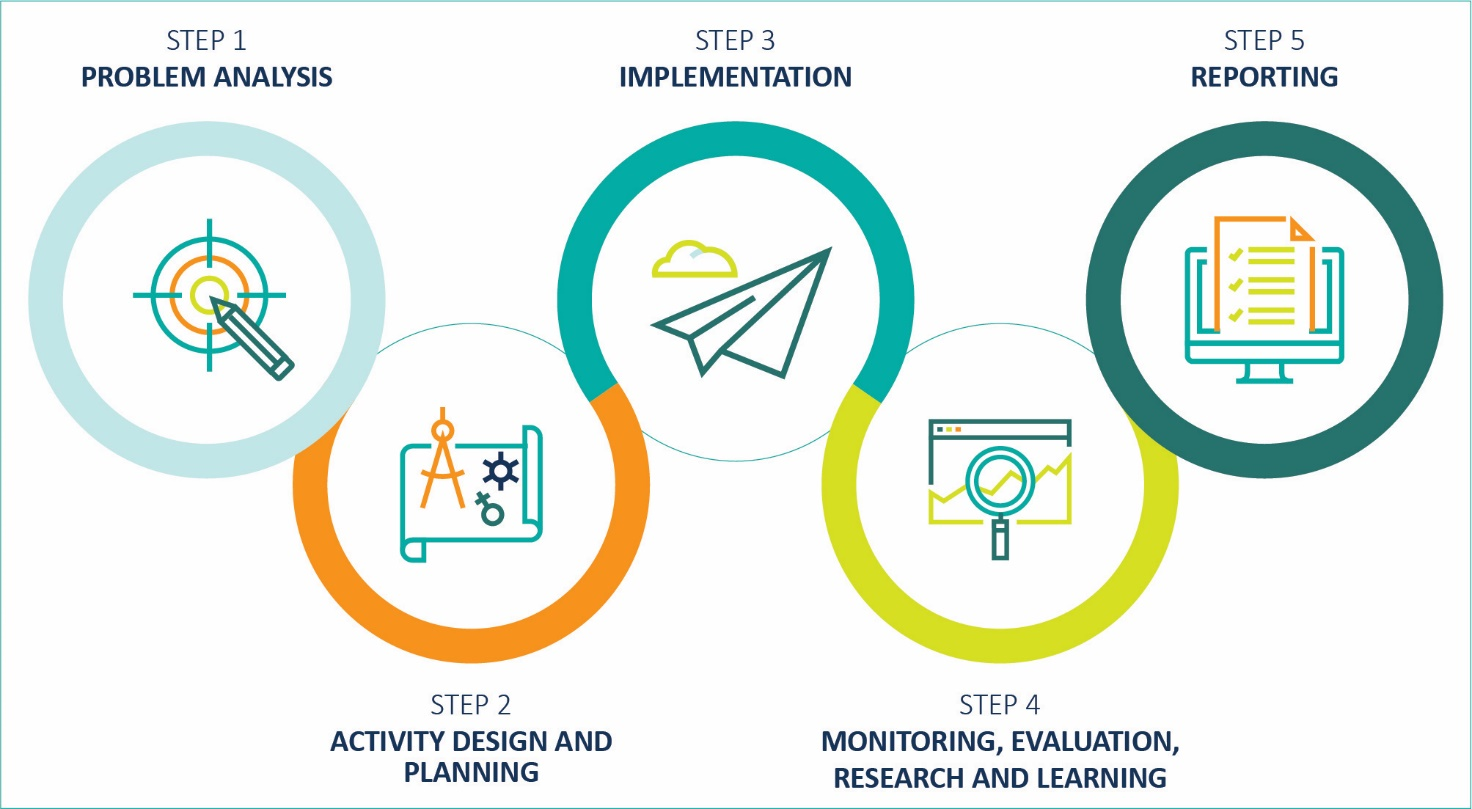 STEP 1
PROBLEM ANALYSIS
STEP 2
ACTIVITY DESIGN AND
PLANNING
STEP 3
IMPLEMENTATION
STEP 4
MONITORING, EVALUATION,
RESEARCH AND LEARNING
STEP 5
REPORTING